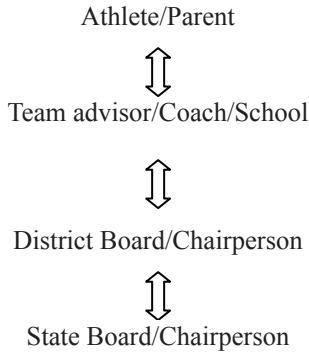 Athlete/Parent
Team advisor/Coach/School
District Board/Chairperson
State Board/Chairperson